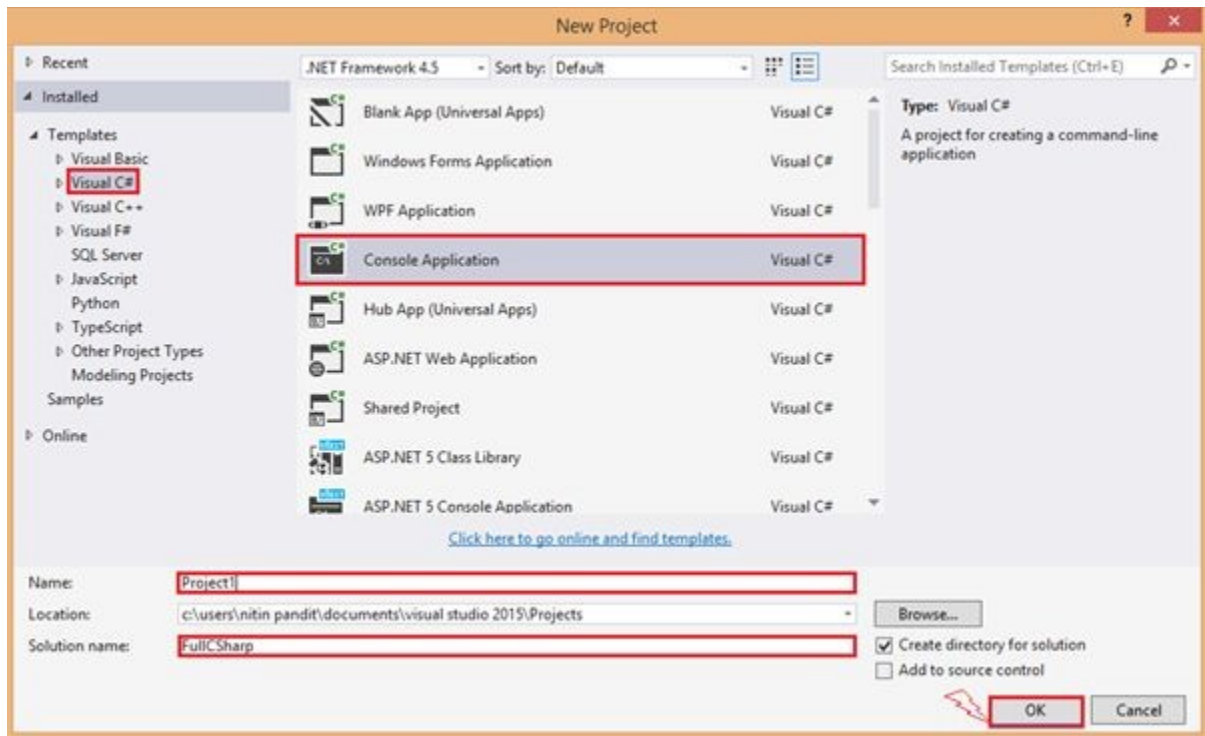 New Project
?
Recent
Installed
Templates
Visual Basic
Visual C#
Visual C++
Visual F#
SQL Server
JavaScript
Python
TypeScript
Other Project Types
Modeling Projects
Samples
Online
.NET Framework 4.5 Sort by: Default
Blank App (Universal Apps) Visual C#
Windows Forms Application Visual C#
WPF Application Visual C#
Console Application Visual C#
Hub App (Universal Apps) Visual C#
ASP.NET Web Application Visual C#
Shared Project Visual C#
ASP.NET 5 Class Library Visual C#
ASP.NET 5 Console Application Visual C#
Click here to go online and find templates.
Search Installed Templates (Ctrl+E)
Type: Visual C#
A project for creating a command-line
application
Name: Project1
Location: c:\users\nitin pandit\documents\visual studio 2015\Projects
Browse...
Solution name: FullCSharp
Create directory for solution
Add to source control
OK Cancel